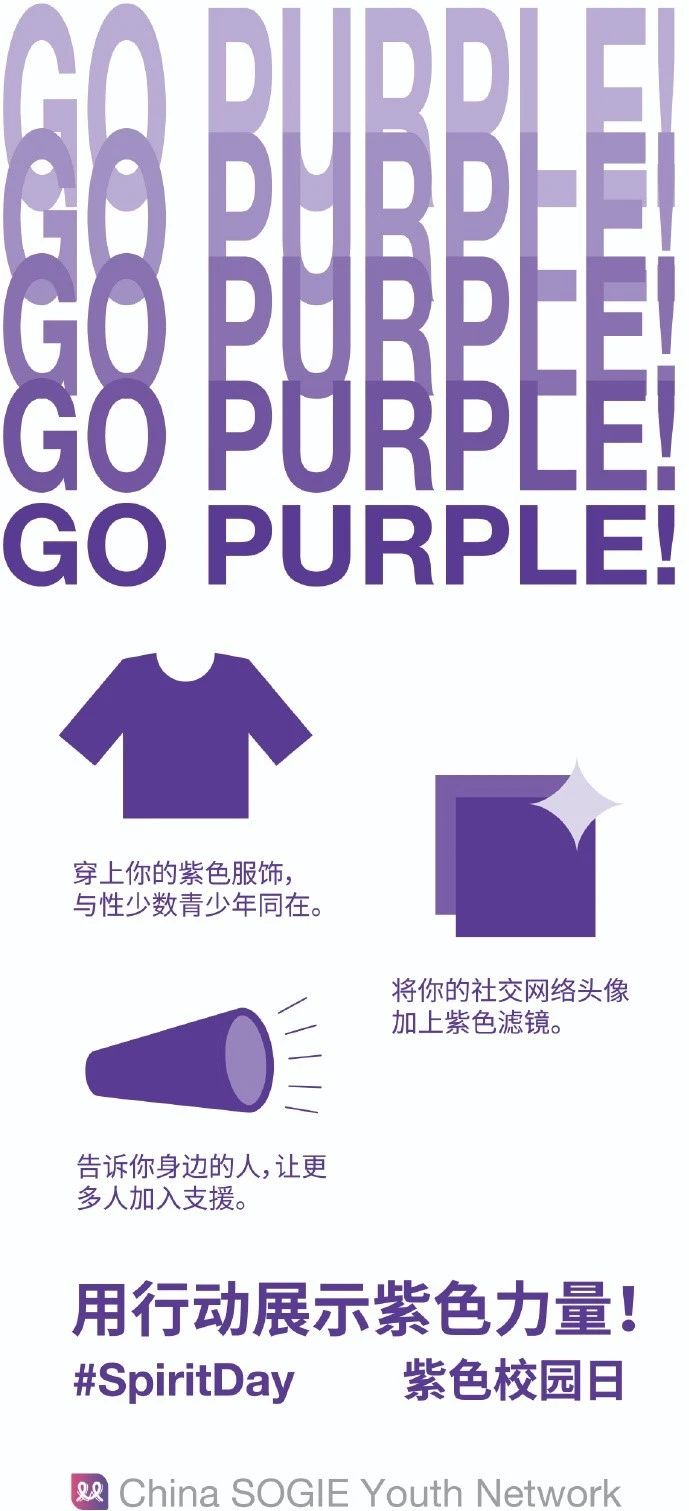 GO PURPLE!
GO PURPLE!
GO PURPLE!
GO PURPLE!
GO PURPLE!
穿上你的紫色服饰，
与性少数青少年同在。
将你的社交网络头像
加上紫色滤镜。
告诉你身边的人，让更
多人加入支援。
用行动展示紫色力量！
#SpiritDay 紫色校园日
China SOGIE Youth Network